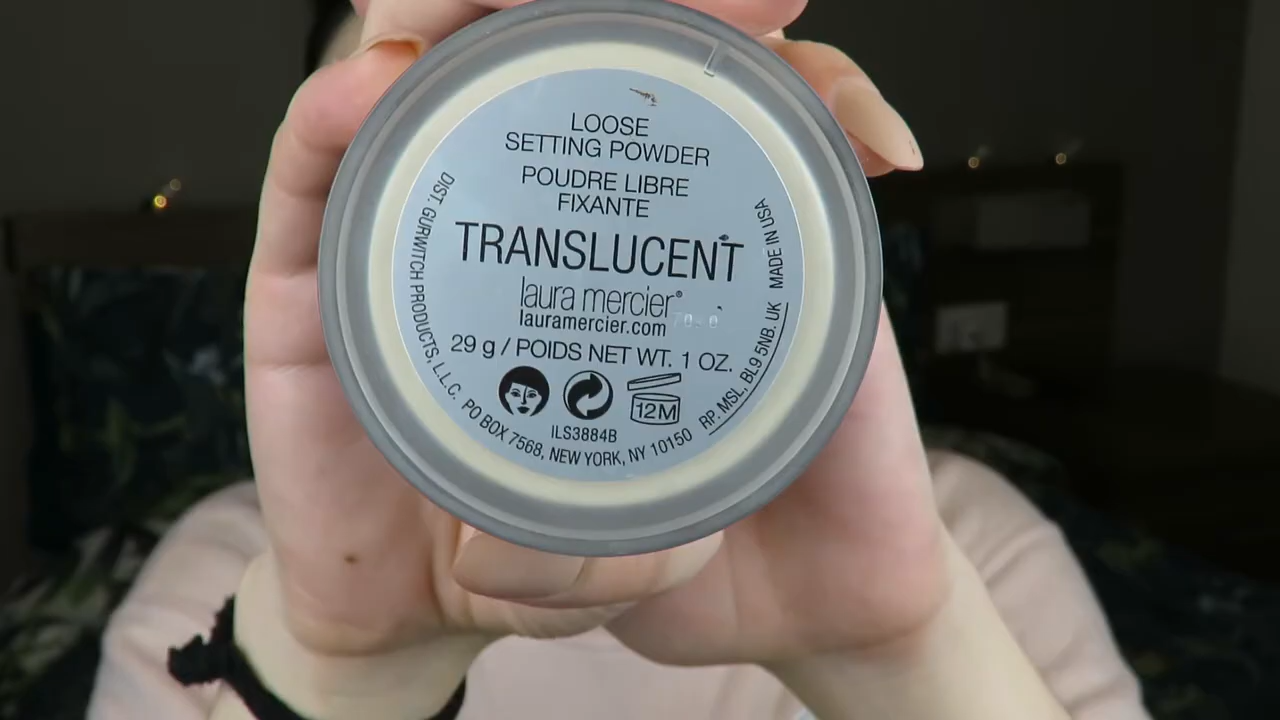 LOOSE
SETTING POWDER
POUDRE LIBRE
FIXANTE
TRANSLUCENT
laura mercier®
lauramercier.com
29 g / POIDS NET WT. 1 OZ.
12M
ILS3884B
DIST. GURWITCH PRODUCTS, L.L.C. PO BOX 7568, NEW YORK, NY 10150 RP. MSL, BL9 5NB. UK MADE IN USA